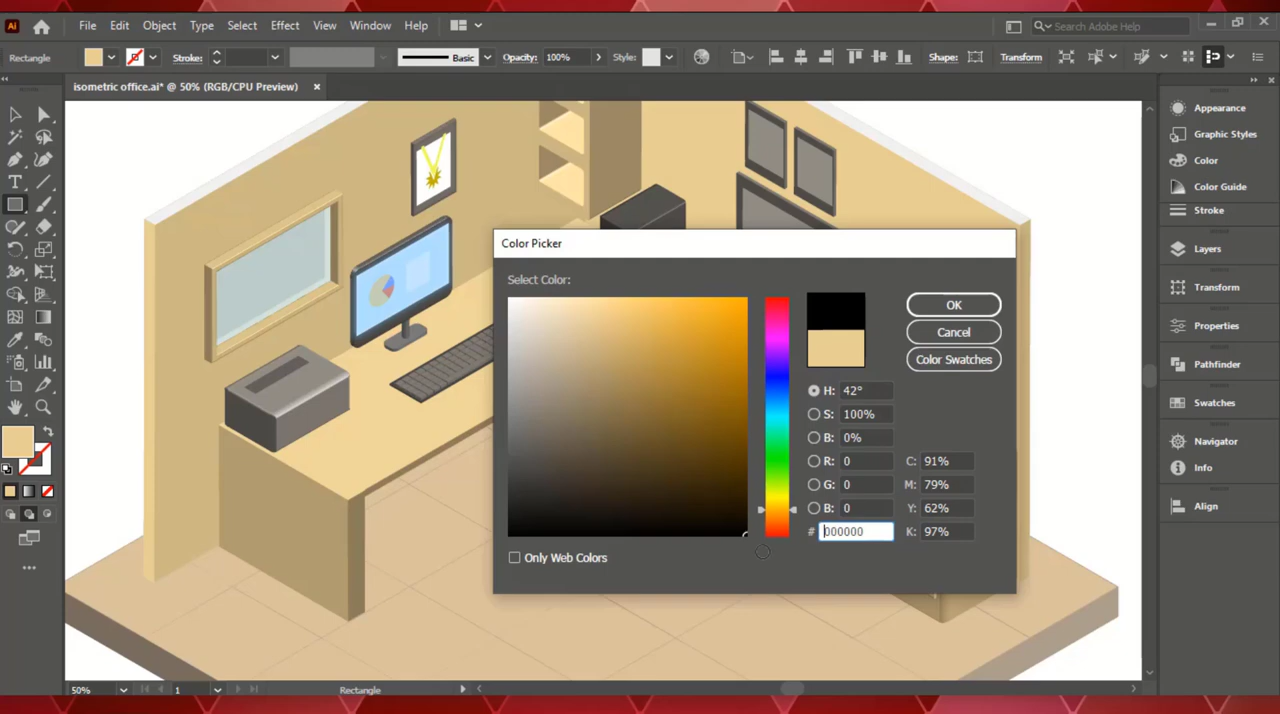 Ai File Edit Object Type Select Effect View Window Help Search Adobe Help
Rectangle Stroke: Basic Opacity: 100% Style: Shape: Transform
isometric office.ai* @ 50% (RGB/CPU Preview) ×
Appearance
Graphic Styles
Color
Color Guide
Stroke
Layers
Transform
Properties
Pathfinder
Swatches
Navigator
Info
Align
Color Picker
Select Color:
OK
Cancel
Color Swatches
H: 42°
S: 100%
B: 0%
R: 0 C: 91%
G: 0 M: 79%
B: 0 Y: 62%
# 000000 K: 97%
Only Web Colors
50% 1 Rectangle